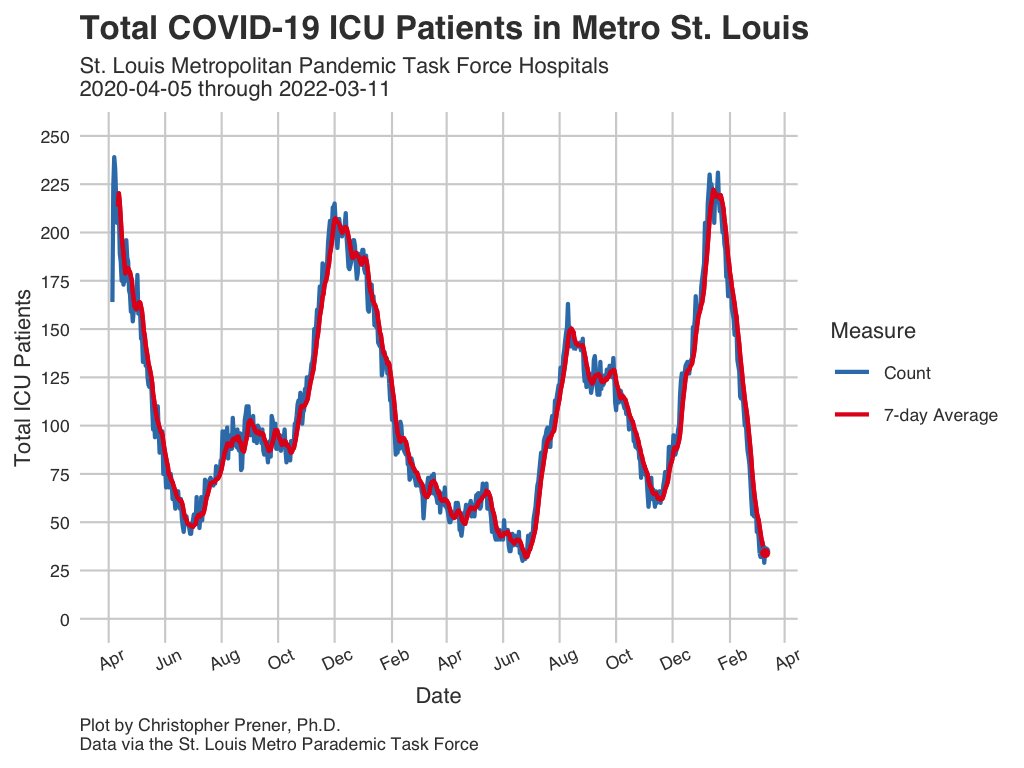 Total COVID-19 ICU Patients in Metro St. Louis
St. Louis Metropolitan Pandemic Task Force Hospitals
2020-04-05 through 2022-03-11
250
225
200
175
150
125
100
75
50
25
0
Total ICU Patients
Apr Jun Aug Oct Dec Feb Apr Jun Aug Oct Dec Feb Apr
Date
Measure
Count
7-day Average
Plot by Christopher Prener, Ph.D.
Data via the St. Louis Metro Parademic Task Force